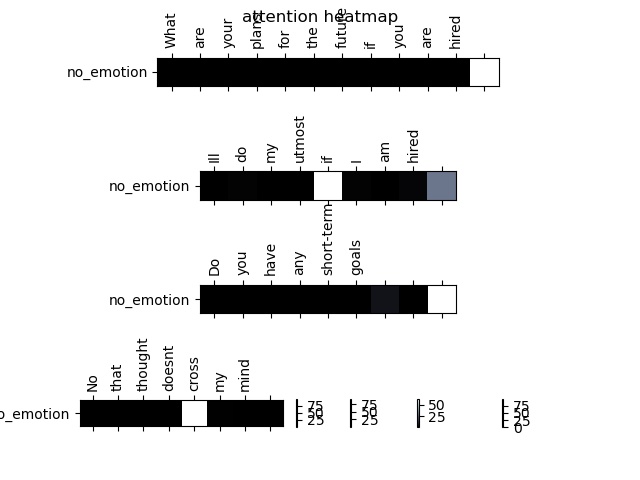 attention heatmap
What are your plans for the future if you are hired
no_emotion
Ill do my utmost if I am hired
no_emotion
Do you have any short-term goals
no_emotion
No that thought doesnt cross my mind
o_emotion
75 75 50 75
50 50 25 50
25 25 25
0